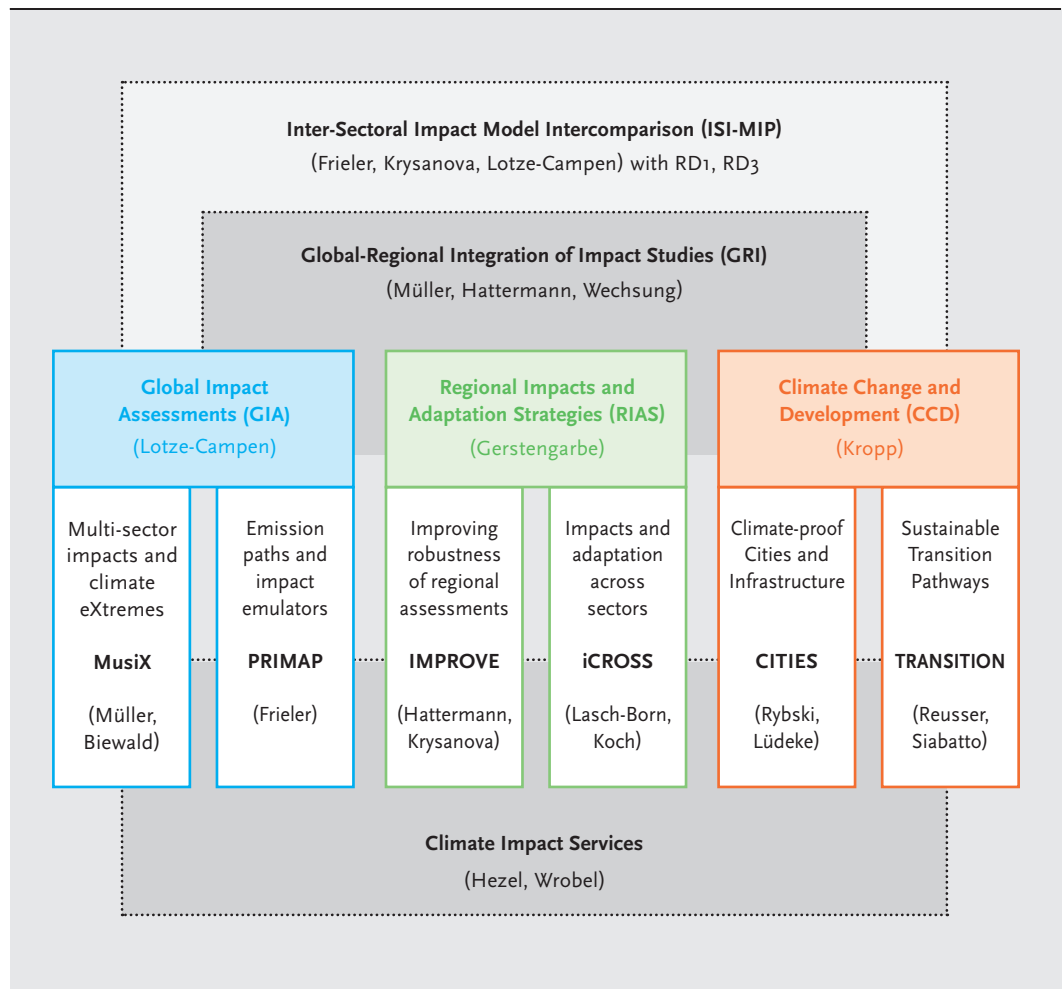 Inter-Sectoral Impact Model Intercomparison (ISI-MIP)
(Frieler, Krysanova, Lotze-Campen) with RD1, RD3
Global-Regional Integration of Impact Studies (GRI)
(Müller, Hattermann, Wechsung)
Global Impact
Assessments (GIA)
(Lotze-Campen)
Regional Impacts and
Adaptation Strategies (RIAS)
(Gerstengarbe)
Climate Change and
Development (CCD)
(Kropp)
Multi-sector
impacts and
climate
eXtremes
MusiX
(Müller,
Biewald)
Emission
paths and
impact
emulators
PRIMAP
(Frieler)
Improving
robustness
of regional
assessments
IMPROVE
(Hattermann,
Krysanova)
Impacts and
adaptation
across
sectors
iCROSS
(Lasch-Born,
Koch)
Climate-proof
Cities and
Infrastructure
CITIES
(Rybski,
Lüdeke)
Sustainable
Transition
Pathways
TRANSITION
(Reusser,
Siabatto)
Climate Impact Services
(Hezel, Wrobel)